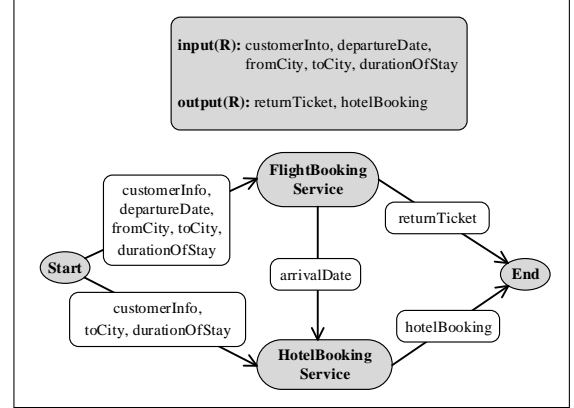 input(R): customerInto, departureDate,
fromCity, toCity, durationOfStay
output(R): returnTicket, hotelBooking
FlightBooking
Service
customerInfo,
departureDate,
fromCity, toCity,
durationOfStay
returnTicket
Start
arrivalDate
End
customerInfo,
toCity, durationOfStay
hotelBooking
HotelBooking
Service